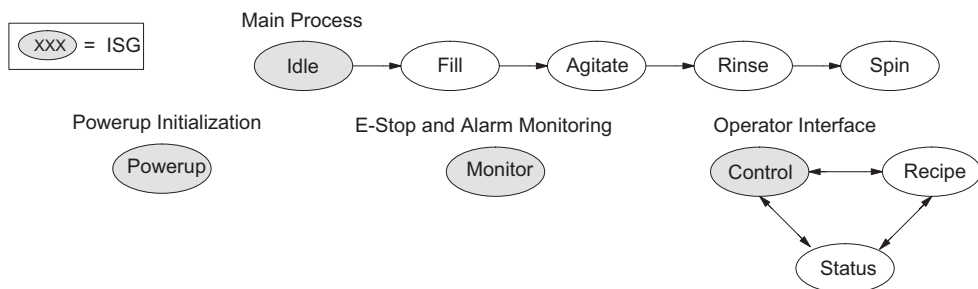 Main Process
XXX = ISG
Idle
Fill
Agitate
Rinse
Spin
Powerup Initialization
E-Stop and Alarm Monitoring
Operator Interface
Powerup
Monitor
Control
Recipe
Status